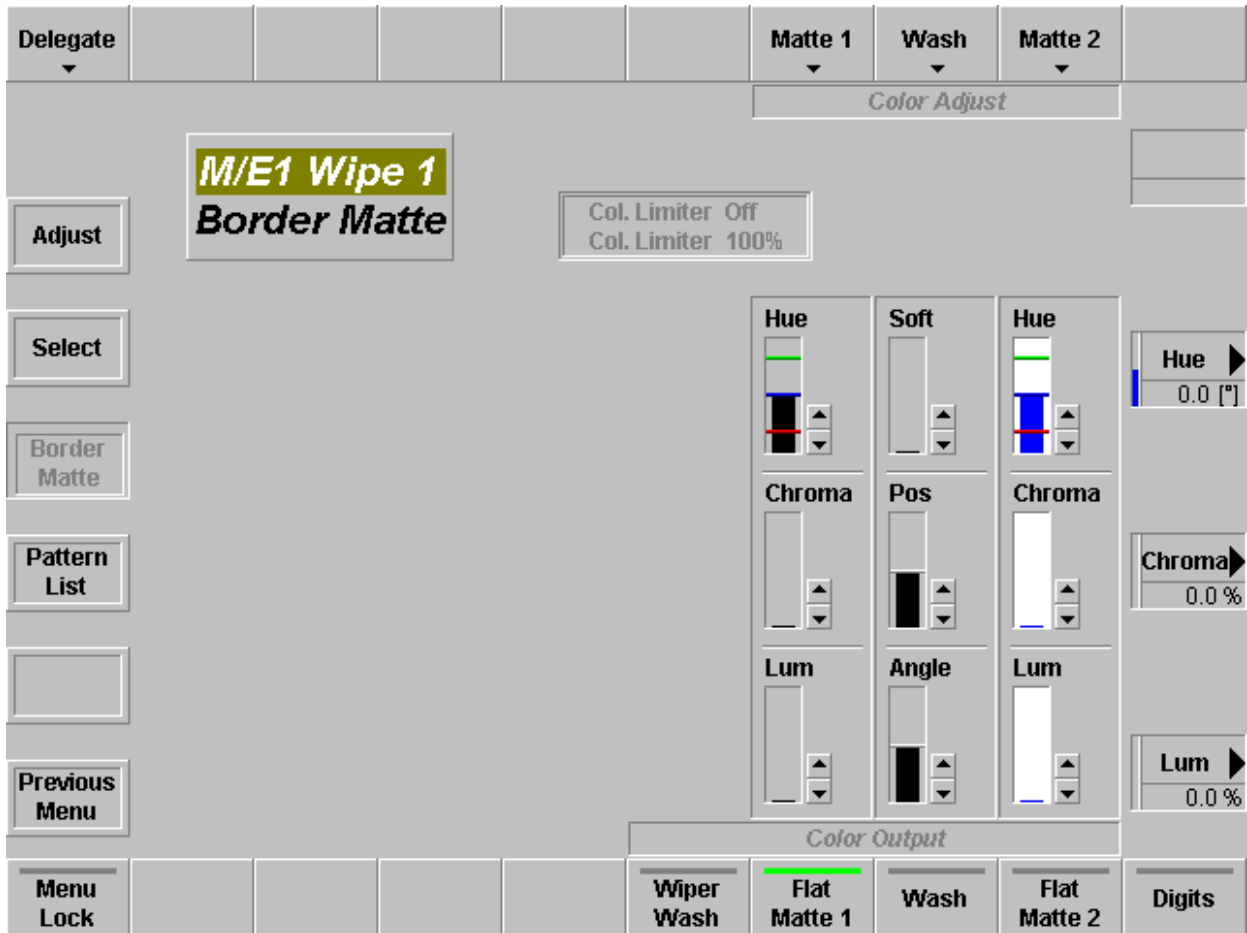 Delegate
Matte 1
Wash
Matte 2
Color Adjust
M/E1 Wipe 1
Border Matte
Col. Limiter Off
Col. Limiter 100%
Adjust
Select
Border
Matte
Pattern
List
Previous
Menu
Hue
Soft
Hue
Chroma
Pos
Chroma
Lum
Angle
Lum
Hue
0.0 [°]
Chroma
0.0 %
Lum
0.0 %
Color Output
Menu
Lock
Wiper
Wash
Flat
Matte 1
Wash
Flat
Matte 2
Digits